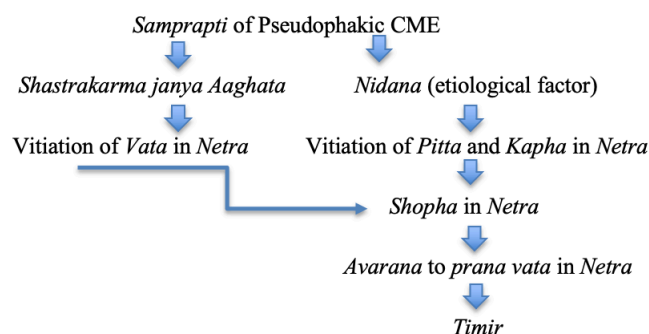 Samprapti of Pseudophakic CME
Shastrakarma janya Aaghata
Nidana (etiological factor)
Vitiation of Vata in Netra
Vitiation of Pitta and Kapha in Netra
Shopha in Netra
Avarana to prana vata in Netra
Timir